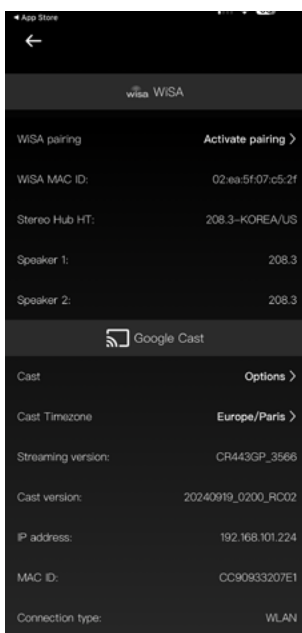 App Store
wisa WiSA
WiSA pairing Activate pairing >
WiSA MAC ID: 02:ea:5f:07:c5:2f
Stereo Hub HT: 208.3-KOREA/US
Speaker 1: 208.3
Speaker 2: 208.3
Google Cast
Cast Options >
Cast Timezone Europe/Paris >
Streaming version: CR443GP_3566
Cast version: 20240919_0200_RC02
IP address: 192.168.101.224
MAC ID: CC90933207E1
Connection type: WLAN